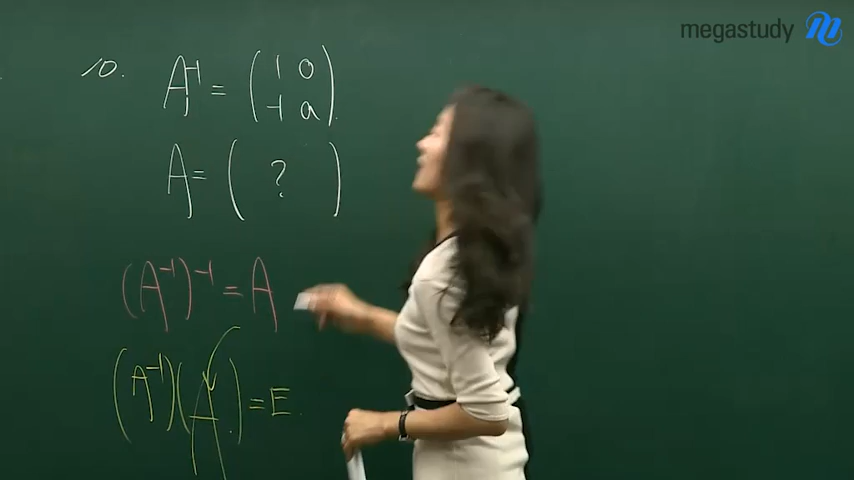 megastudy
10. A⁻¹ = ( 1 0
-1 a ).
A = ( ? )
(A⁻¹)⁻¹ = A
(A⁻¹)(A.) = E.